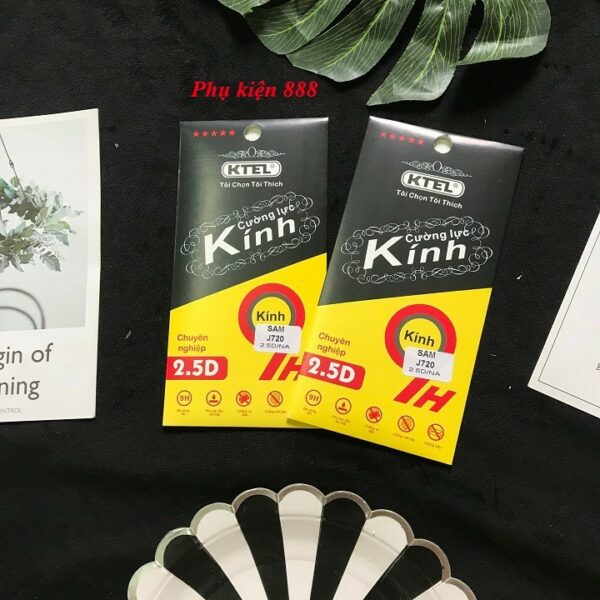 Phụ kiện 888
★★★★★
KTEL®
Tôi Chọn Tôi Thích
Cường lực
Kính
Kính
SAM
J720
2.5D/NA
Chuyên
nghiệp
2.5D
H
9H
★★★★★
KTEL®
Tôi Chọn Tôi Thích
Cường lực
Kính
Kính
SAM
J720
2.5D/NA
Chuyên
nghiệp
2.5D
H
9H
gin of
ning
CONTROL